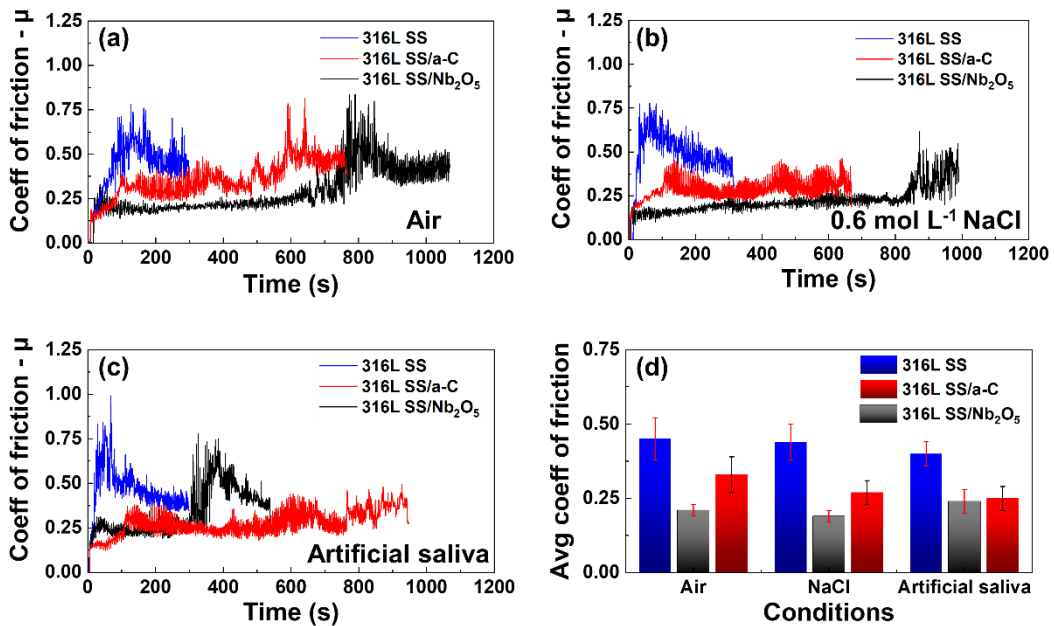 (a)
316L SS
316L SS/a-C
316L SS/Nb₂O₅
Coeff of friction - μ
1.25
1.00
0.75
0.50
0.25
0.00
Air
0 200 400 600 800 1000 1200
Time (s)
(b)
316L SS
316L SS/a-C
316L SS/Nb₂O₅
Coeff of friction - μ
1.25
1.00
0.75
0.50
0.25
0.00
0.6 mol L⁻¹ NaCl
0 200 400 600 800 1000 1200
Time (s)
(c)
316L SS
316L SS/a-C
316L SS/Nb₂O₅
Coeff of friction - μ
1.25
1.00
0.75
0.50
0.25
0.00
Artificial saliva
0 200 400 600 800 1000 1200
Time (s)
(d)
316L SS
316L SS/a-C
316L SS/Nb₂O₅
Avg coeff of friction
0.75
0.50
0.25
0.00
Air NaCl Artificial saliva
Conditions